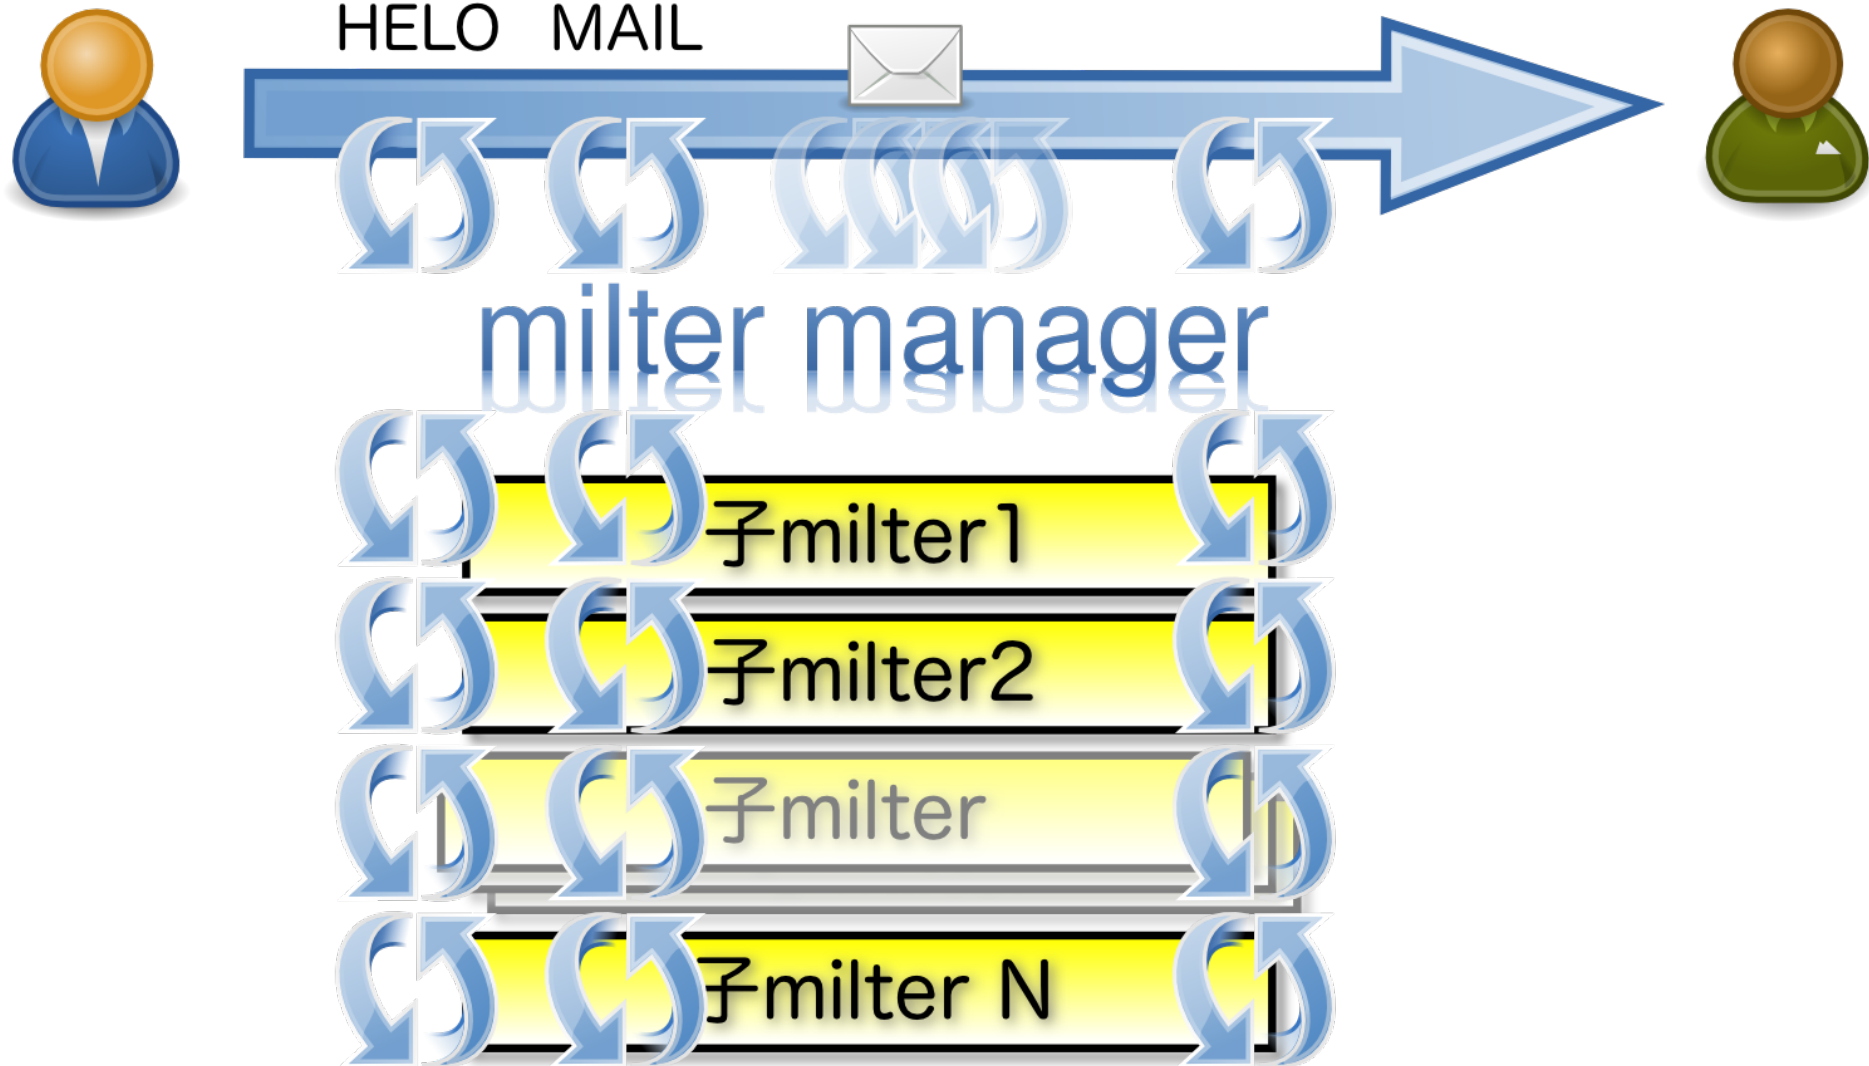 HELO MAIL
milter manager
子milter1
子milter2
子milter
子milter N